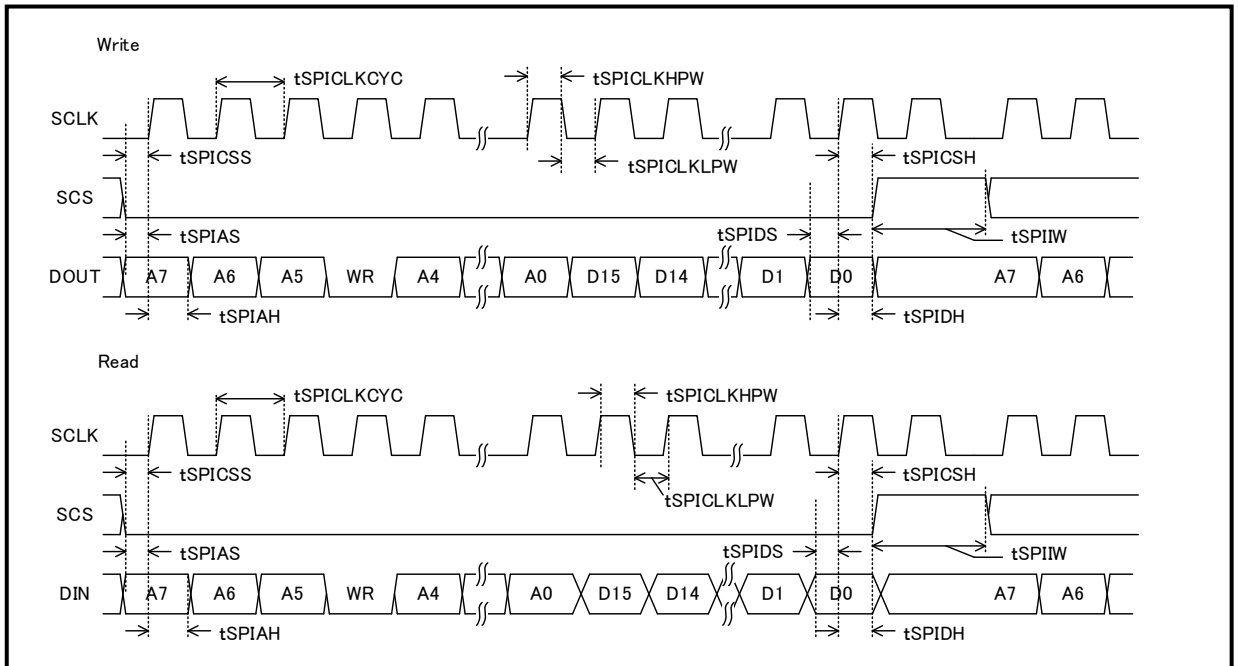 Write
tSPICLKCYC tSPICLKHPW
SCLK
tSPICSS tSPICLKLPW tSPICSH
SCS
tSPIAS tSPIDS tSPIIW
DOUT A7 A6 A5 WR A4 A0 D15 D14 D1 D0 A7 A6
tSPIAH tSPIDH
Read
tSPICLKCYC tSPICLKHPW
SCLK
tSPICSS tSPICSH
tSPICLKLPW
SCS
tSPIAS tSPIDS tSPIIW
DIN A7 A6 A5 WR A4 A0 D15 D14 D1 D0 A7 A6
tSPIAH tSPIDH